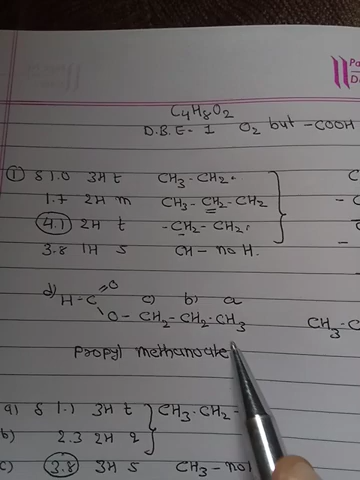 C4H8O2
D.B.E- 1 O2 but -COOH
① δ 1.0 3H t CH3-CH2-
1.7 2H m CH3-CH2-CH2
4.1 2H t -CH2-CH2-
3.8 1H s CH- no H.
d) H-C=O c) b) a
O-CH2-CH2-CH3 CH3-C
Propyl methanoate
a) δ 1.1 3H t CH3-CH2-
b) 2.3 2H q
c) 3.8 3H s CH3- no